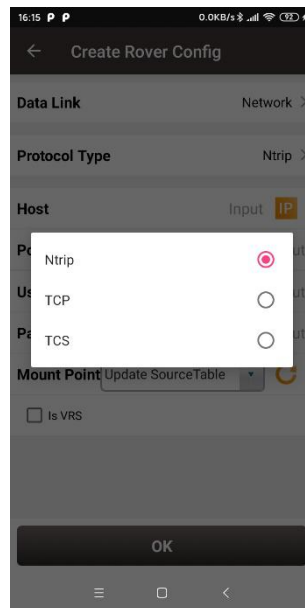 16:15 P P 0.0KB/s 92
Create Rover Config
Data Link Network
Protocol Type Ntrip
Host Input IP
Ntrip
TCP
TCS
Mount Point Update SourceTable
Is VRS
OK